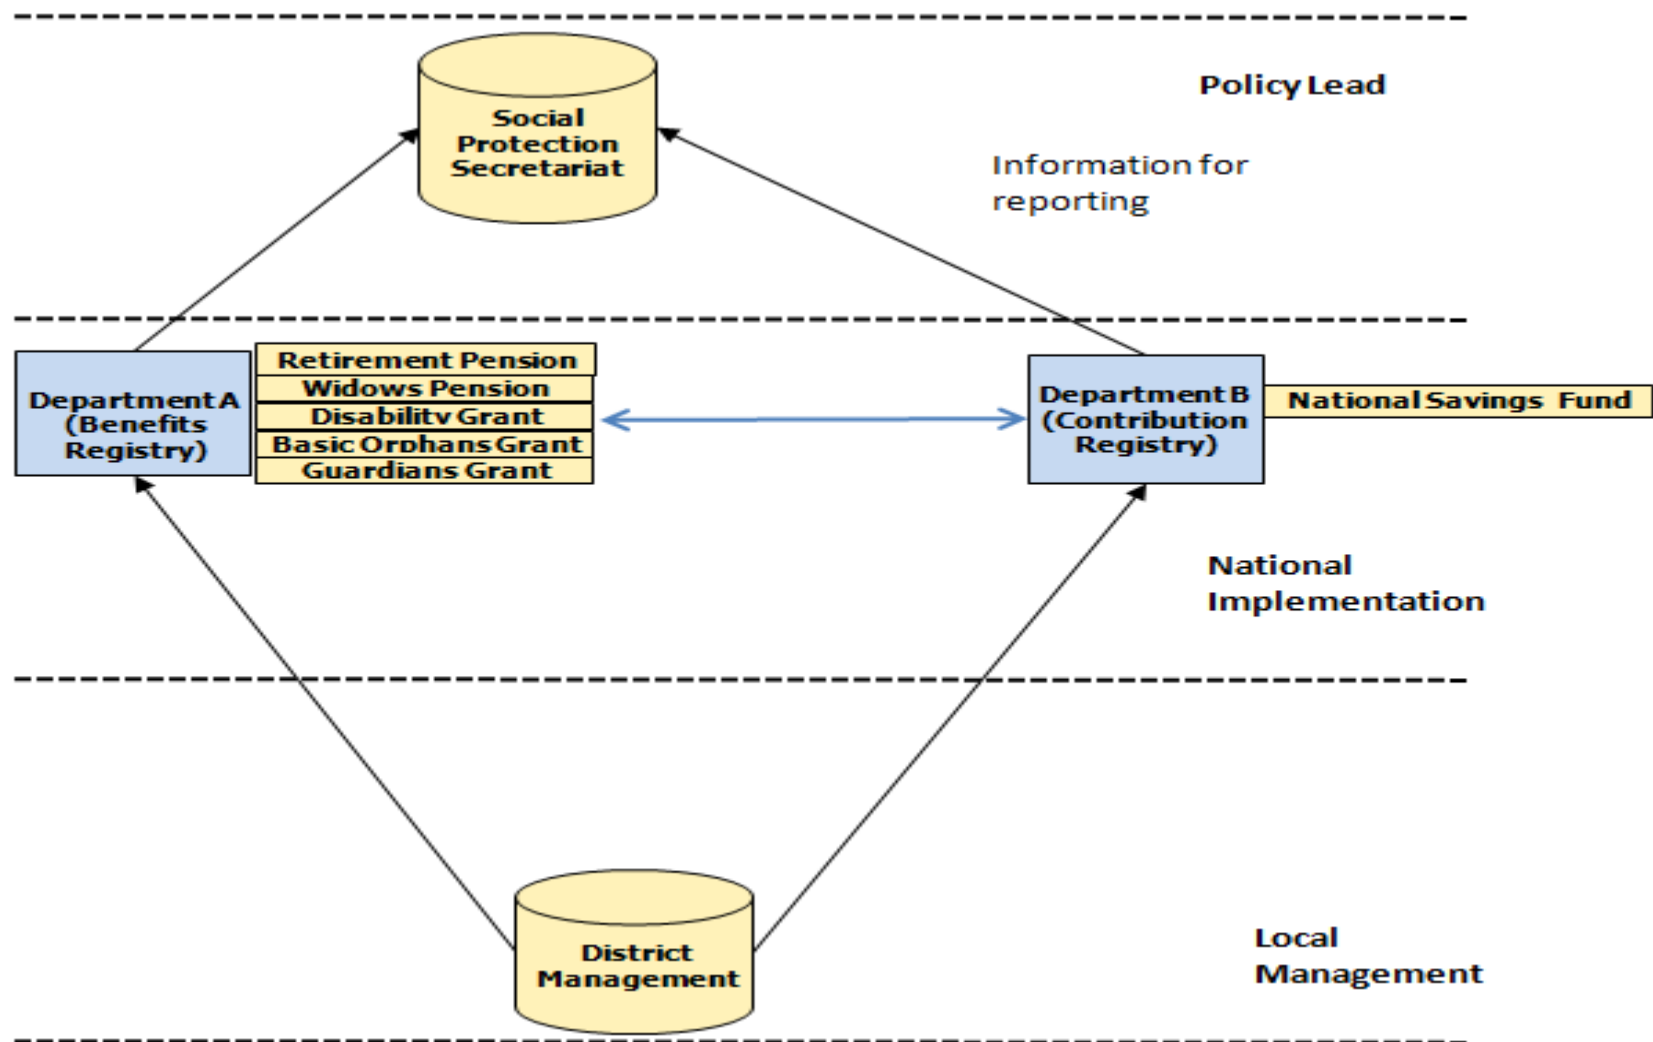 Policy Lead
Social
Protection
Secretariat
Information for
reporting
Department A
(Benefits
Registry)
Retirement Pension
Widows Pension
Disability Grant
Basic Orphans Grant
Guardians Grant
Department B
(Contribution
Registry)
National Savings Fund
National
Implementation
District
Management
Local
Management